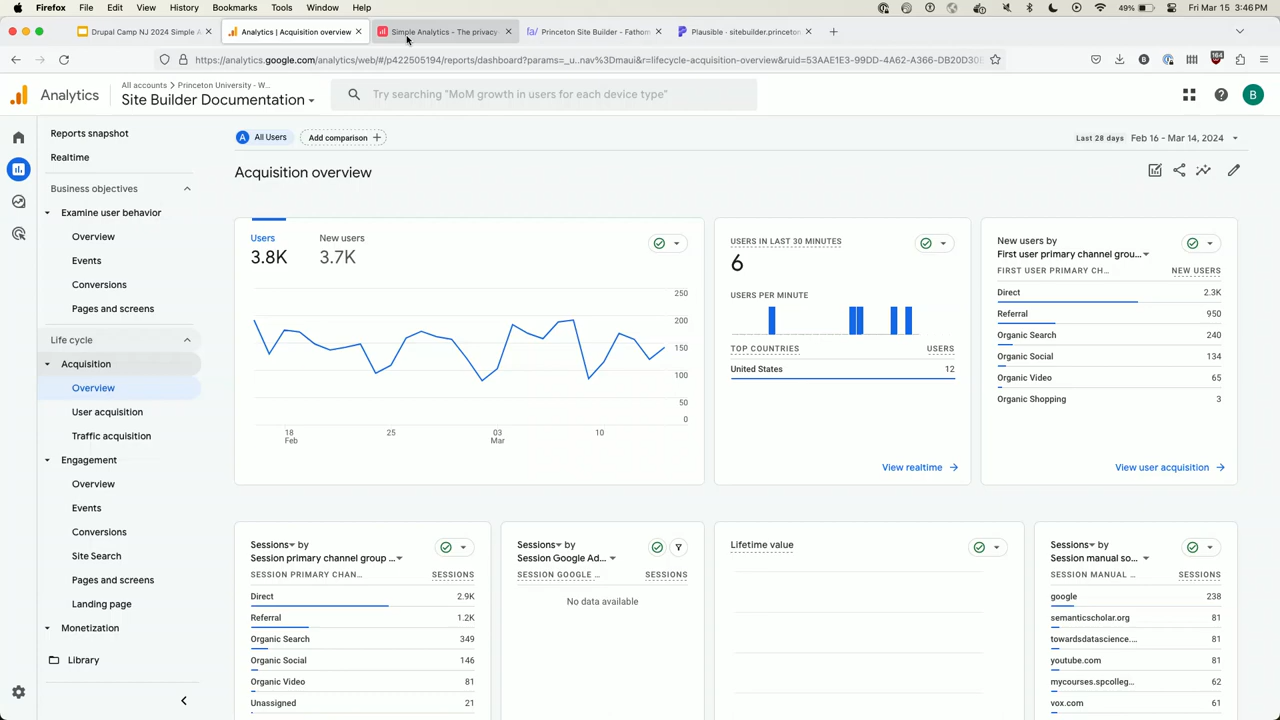 Firefox File Edit View History Bookmarks Tools Window Help 49% Fri Mar 15 3:46 PM
Drupal Camp NJ 2024 Simple A
Analytics | Acquisition overview
Simple Analytics - The privacy
Princeton Site Builder - Fathom
Plausible · sitebuilder.princeton
https://analytics.google.com/analytics/web/#/p422505194/reports/dashboard?params=_u..nav%3Dmaui&r=lifecycle-acquisition-overview&ruid=53AAE1E3-99DD-4A62-A366-DB20D30
Analytics
All accounts > Princeton University - W...
Site Builder Documentation
Try searching "MoM growth in users for each device type"
B
Reports snapshot
Realtime
Business objectives
Examine user behavior
Overview
Events
Conversions
Pages and screens
Life cycle
Acquisition
Overview
User acquisition
Traffic acquisition
Engagement
Overview
Events
Conversions
Site Search
Pages and screens
Landing page
Monetization
Library
A All Users
Add comparison +
Last 28 days Feb 16 - Mar 14, 2024
Acquisition overview
Users
3.8K
New users
3.7K
250
200
150
100
50
0
18
Feb
25
03
Mar
10
USERS IN LAST 30 MINUTES
6
USERS PER MINUTE
TOP COUNTRIES USERS
United States 12
View realtime
New users by
First user primary channel grou...
FIRST USER PRIMARY CH... NEW USERS
Direct 2.3K
Referral 950
Organic Search 240
Organic Social 134
Organic Video 65
Organic Shopping 3
View user acquisition
Sessions by
Session primary channel group ...
SESSION PRIMARY CHAN... SESSIONS
Direct 2.9K
Referral 1.2K
Organic Search 349
Organic Social 146
Organic Video 81
Unassigned 21
Sessions by
Session Google Ad...
SESSION GOOGLE ... SESSIONS
No data available
Lifetime value
Sessions by
Session manual so...
SESSION MANUAL ... SESSIONS
google 238
semanticscholar.org 81
towardsdatascience.... 81
youtube.com 81
mycourses.spcolleg... 62
vox.com 61